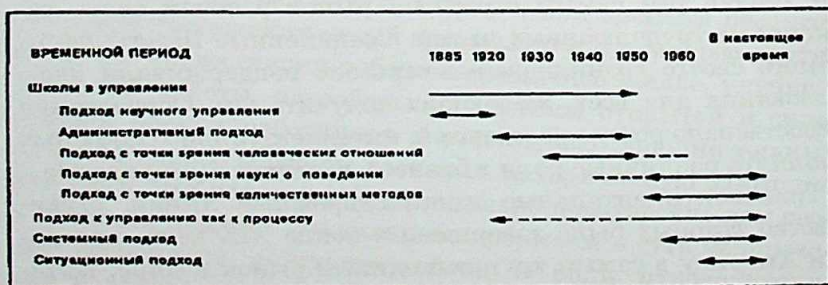 В настоящее
ВРЕМЕННОЙ ПЕРИОД 1885 1920 1930 1940 1950 1960 время
Школы в управлении
Подход научного управления
Административный подход
Подход с точки зрения человеческих отношений
Подход с точки зрения науки о поведении
Подход с точки зрения количественных методов
Подход к управлению как к процессу
Системный подход
Ситуационный подход